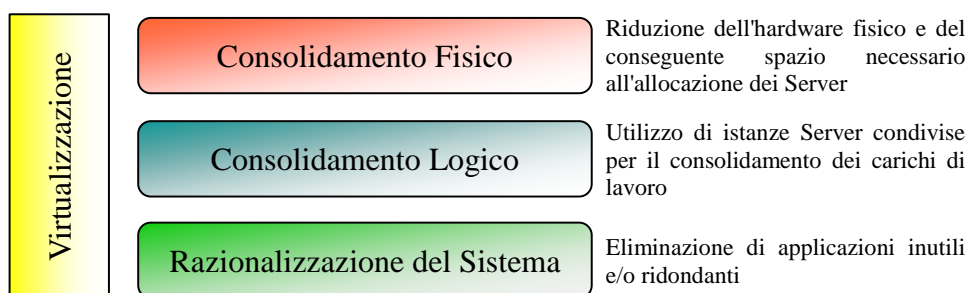 Virtualizzazione
Consolidamento Fisico
Riduzione dell'hardware fisico e del
conseguente spazio necessario
all'allocazione dei Server
Consolidamento Logico
Utilizzo di istanze Server condivise
per il consolidamento dei carichi di
lavoro
Razionalizzazione del Sistema
Eliminazione di applicazioni inutili
e/o ridondanti